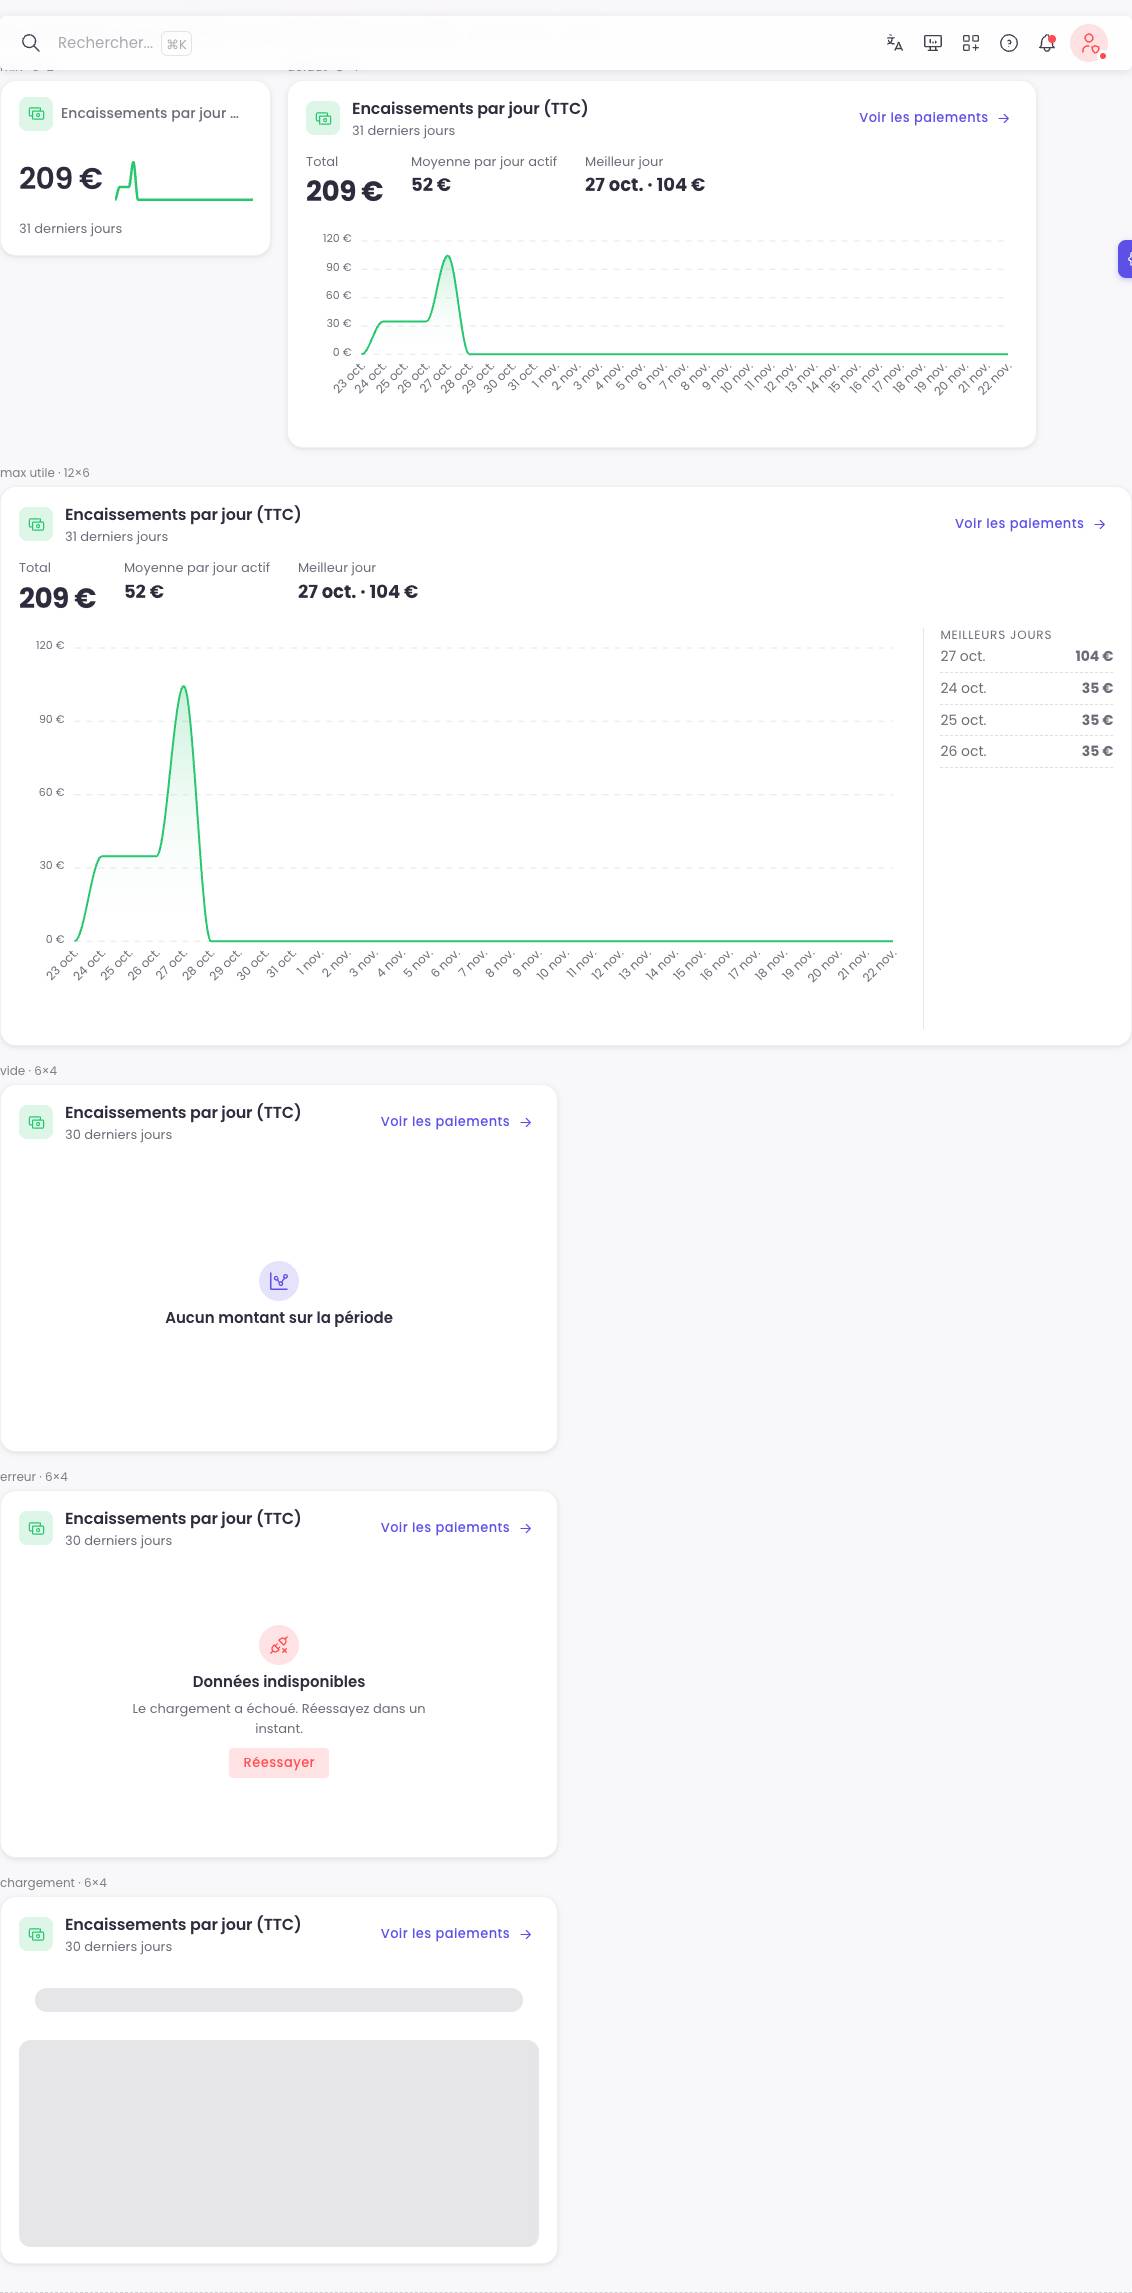 Rechercher... ⌘K
Encaissements par jour ...
209 €
31 derniers jours
Encaissements par jour (TTC)
31 derniers jours
Voir les paiements →
Total
Moyenne par jour actif
Meilleur jour
209 €
52 €
27 oct. · 104 €
120 €
90 €
60 €
30 €
0 €
23 oct.
24 oct.
25 oct.
26 oct.
27 oct.
28 oct.
29 oct.
30 oct.
31 oct.
1 nov.
2 nov.
3 nov.
4 nov.
5 nov.
6 nov.
7 nov.
8 nov.
9 nov.
10 nov.
11 nov.
12 nov.
13 nov.
14 nov.
15 nov.
16 nov.
17 nov.
18 nov.
19 nov.
20 nov.
21 nov.
22 nov.
max utile · 12×6
Encaissements par jour (TTC)
31 derniers jours
Voir les paiements →
Total
Moyenne par jour actif
Meilleur jour
209 €
52 €
27 oct. · 104 €
120 €
90 €
60 €
30 €
0 €
23 oct.
24 oct.
25 oct.
26 oct.
27 oct.
28 oct.
29 oct.
30 oct.
31 oct.
1 nov.
2 nov.
3 nov.
4 nov.
5 nov.
6 nov.
7 nov.
8 nov.
9 nov.
10 nov.
11 nov.
12 nov.
13 nov.
14 nov.
15 nov.
16 nov.
17 nov.
18 nov.
19 nov.
20 nov.
21 nov.
22 nov.
MEILLEURS JOURS
27 oct. 104 €
24 oct. 35 €
25 oct. 35 €
26 oct. 35 €
vide · 6×4
Encaissements par jour (TTC)
30 derniers jours
Voir les paiements →
Aucun montant sur la période
erreur · 6×4
Encaissements par jour (TTC)
30 derniers jours
Voir les paiements →
Données indisponibles
Le chargement a échoué. Réessayez dans un
instant.
Réessayer
chargement · 6×4
Encaissements par jour (TTC)
30 derniers jours
Voir les paiements →